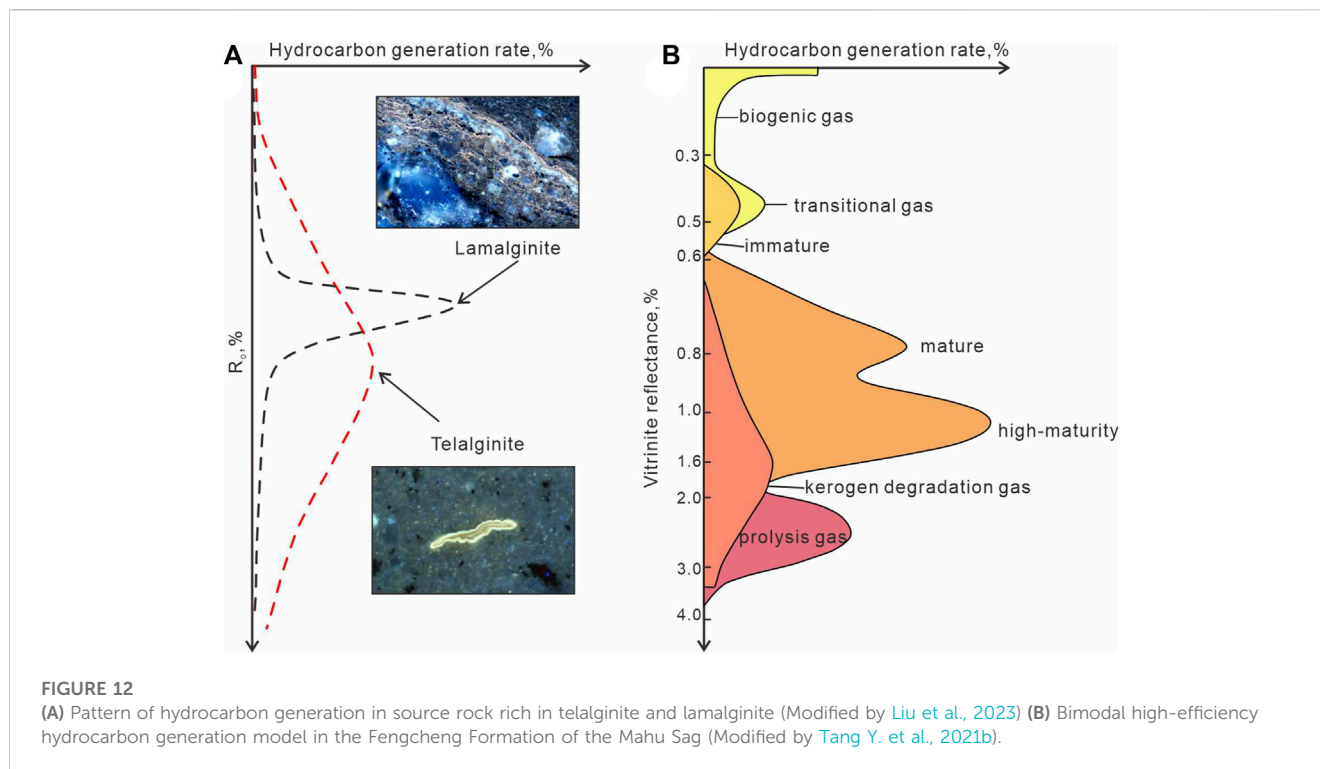 A
Hydrocarbon generation rate, %
Lamalginite
R₀, %
Telalginite
B
Hydrocarbon generation rate, %
biogenic gas
0.3
transitional gas
0.5
immature
0.6
mature
0.8
1.0
high-maturity
Vitrinite reflectance, %
1.6
kerogen degradation gas
2.0
prolysis gas
3.0
4.0
FIGURE 12
(A) Pattern of hydrocarbon generation in source rock rich in telalginite and lamalginite (Modified by Liu et al., 2023) (B) Bimodal high-efficiency
hydrocarbon generation model in the Fengcheng Formation of the Mahu Sag (Modified by Tang Y. et al., 2021b).